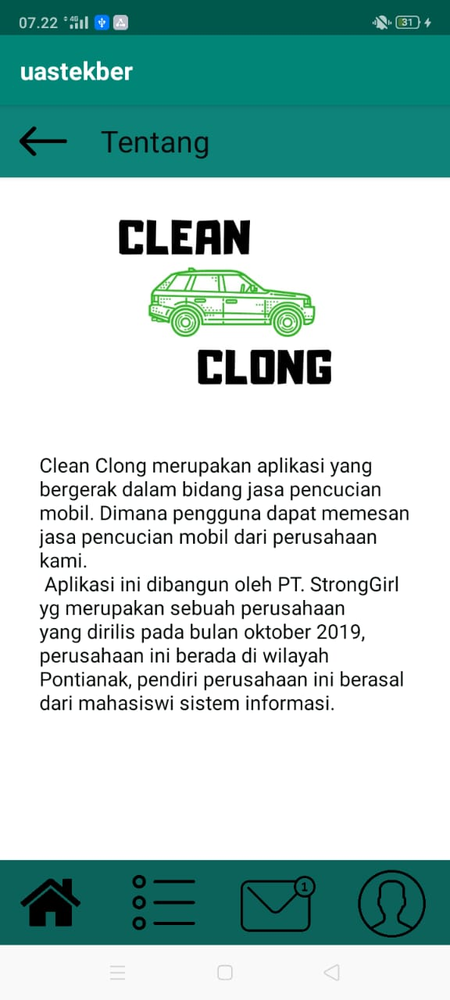 07.22 4G 31
uastekber
Tentang
CLEAN
CLONG
Clean Clong merupakan aplikasi yang
bergerak dalam bidang jasa pencucian
mobil. Dimana pengguna dapat memesan
jasa pencucian mobil dari perusahaan
kami.
Aplikasi ini dibangun oleh PT. StrongGirl
yg merupakan sebuah perusahaan
yang dirilis pada bulan oktober 2019,
perusahaan ini berada di wilayah
Pontianak, pendiri perusahaan ini berasal
dari mahasiswi sistem informasi.
1